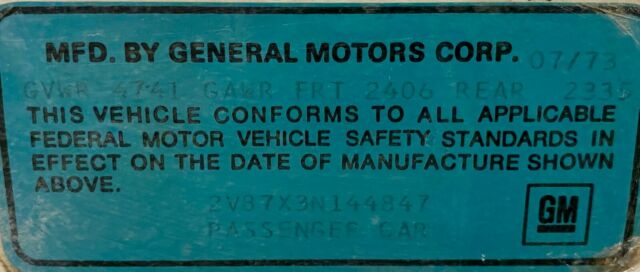 MFD. BY GENERAL MOTORS CORP. 07/73
GVWR 4741 GAWR FRT 2406 REAR 2335
THIS VEHICLE CONFORMS TO ALL APPLICABLE
FEDERAL MOTOR VEHICLE SAFETY STANDARDS IN
EFFECT ON THE DATE OF MANUFACTURE SHOWN
ABOVE.
2V87X3N144847
PASSENGER CAR
GM